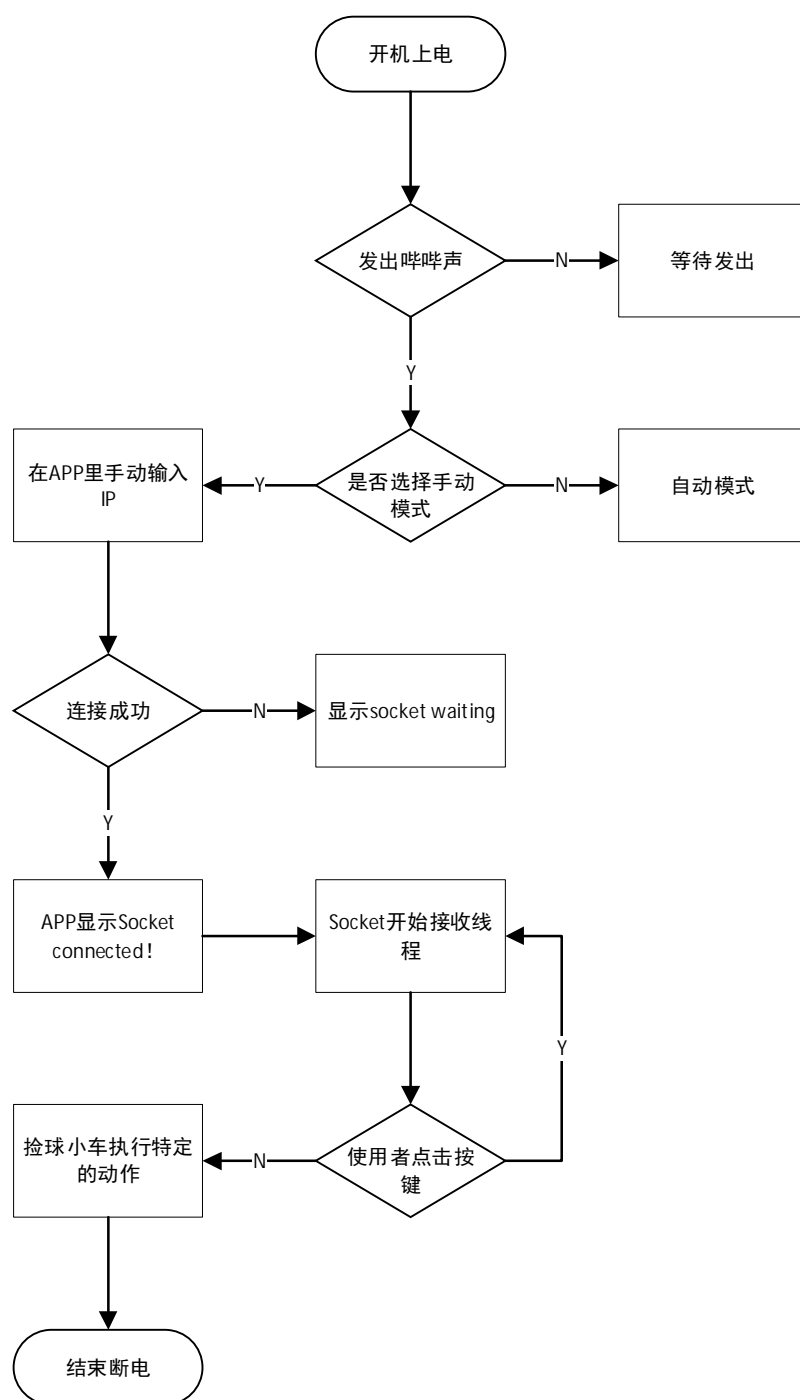 开机上电
发出哔哔声
N
等待发出
Y
在APP里手动输入
IP
Y
是否选择手动
模式
N
自动模式
连接成功
N
显示socket waiting
Y
APP显示Socket
connected!
Socket开始接收线
程
Y
捡球小车执行特定
的动作
N
使用者点击按
键
结束断电